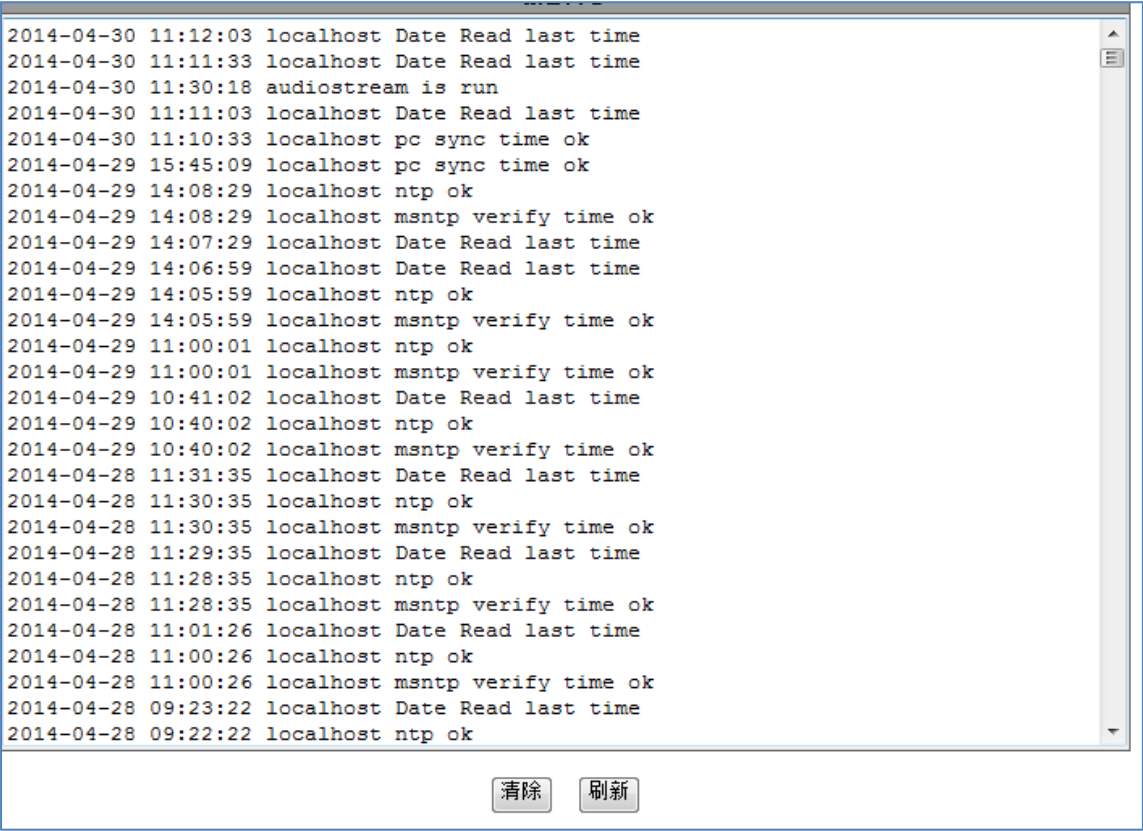 2014-04-30 11:12:03 localhost Date Read last time
2014-04-30 11:11:33 localhost Date Read last time
2014-04-30 11:30:18 audiostream is run
2014-04-30 11:11:03 localhost Date Read last time
2014-04-30 11:10:33 localhost pc sync time ok
2014-04-29 15:45:09 localhost pc sync time ok
2014-04-29 14:08:29 localhost ntp ok
2014-04-29 14:08:29 localhost msntp verify time ok
2014-04-29 14:07:29 localhost Date Read last time
2014-04-29 14:06:59 localhost Date Read last time
2014-04-29 14:05:59 localhost ntp ok
2014-04-29 14:05:59 localhost msntp verify time ok
2014-04-29 11:00:01 localhost ntp ok
2014-04-29 11:00:01 localhost msntp verify time ok
2014-04-29 10:41:02 localhost Date Read last time
2014-04-29 10:40:02 localhost ntp ok
2014-04-29 10:40:02 localhost msntp verify time ok
2014-04-28 11:31:35 localhost Date Read last time
2014-04-28 11:30:35 localhost ntp ok
2014-04-28 11:30:35 localhost msntp verify time ok
2014-04-28 11:29:35 localhost Date Read last time
2014-04-28 11:28:35 localhost ntp ok
2014-04-28 11:28:35 localhost msntp verify time ok
2014-04-28 11:01:26 localhost Date Read last time
2014-04-28 11:00:26 localhost ntp ok
2014-04-28 11:00:26 localhost msntp verify time ok
2014-04-28 09:23:22 localhost Date Read last time
2014-04-28 09:22:22 localhost ntp ok
清除 刷新